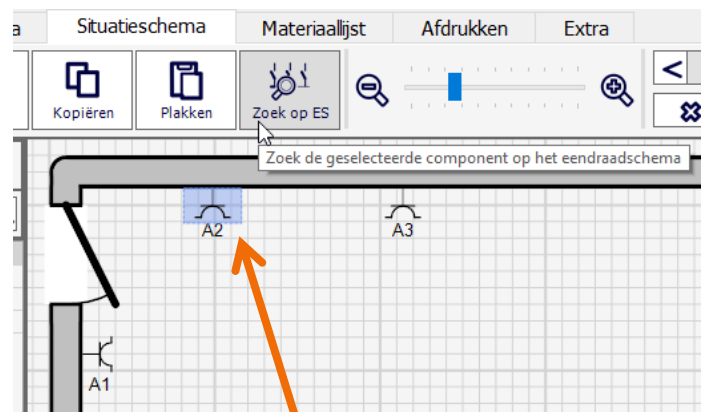 a Situatieschema Materiaallijst Afdrukken Extra
Kopiëren Plakken Zoek op ES
Zoek de geselecteerde component op het eendraadschema
A2 A3
A1